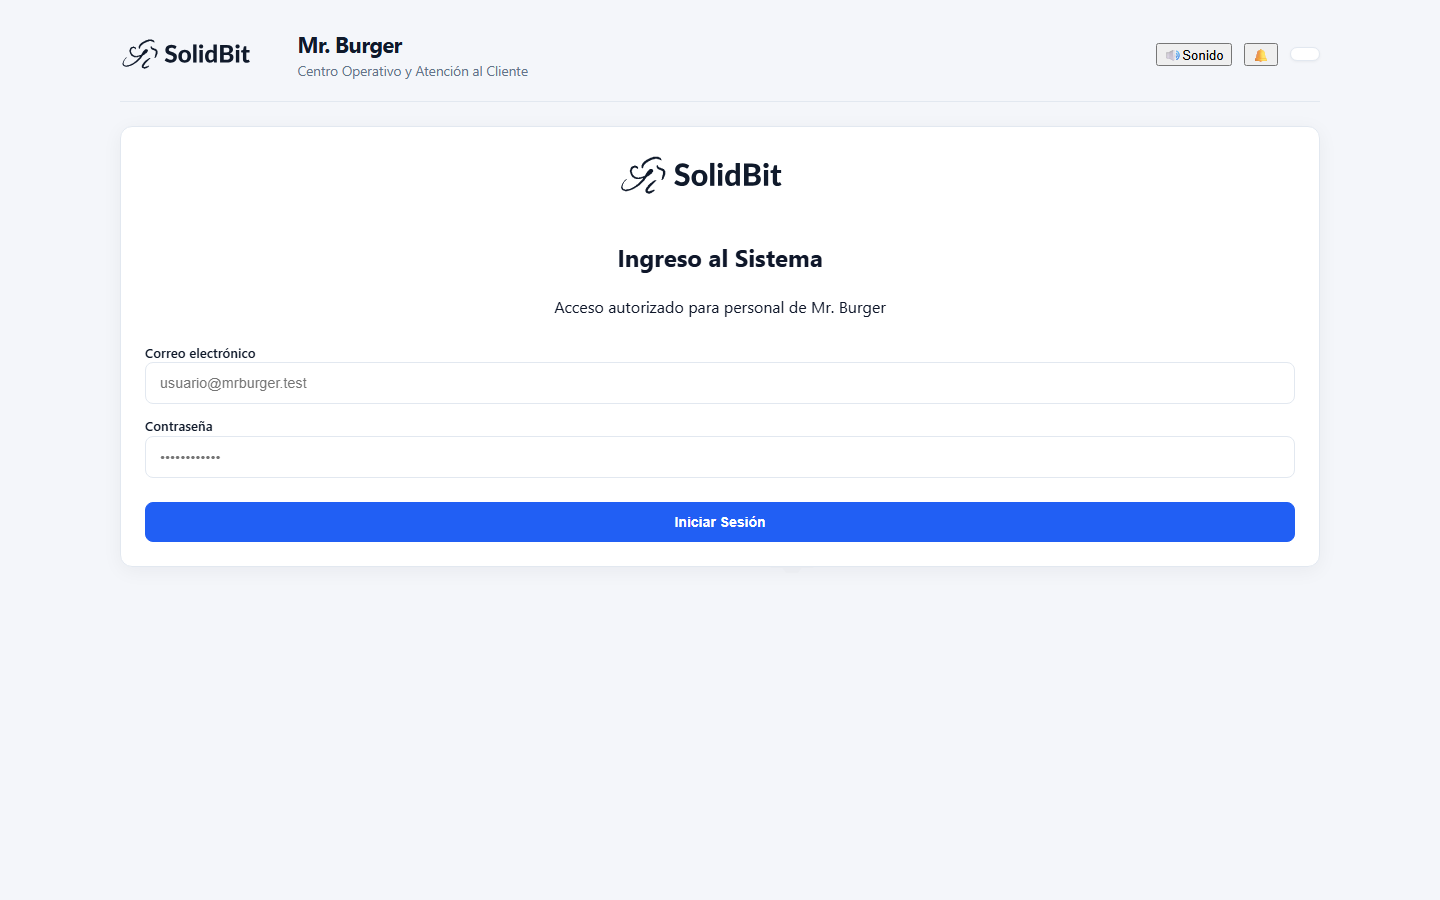 SolidBit
Mr. Burger
Centro Operativo y Atención al Cliente
Sonido
SolidBit
Ingreso al Sistema
Acceso autorizado para personal de Mr. Burger
Correo electrónico
usuario@mrburger.test
Contraseña
••••••••••••
Iniciar Sesión